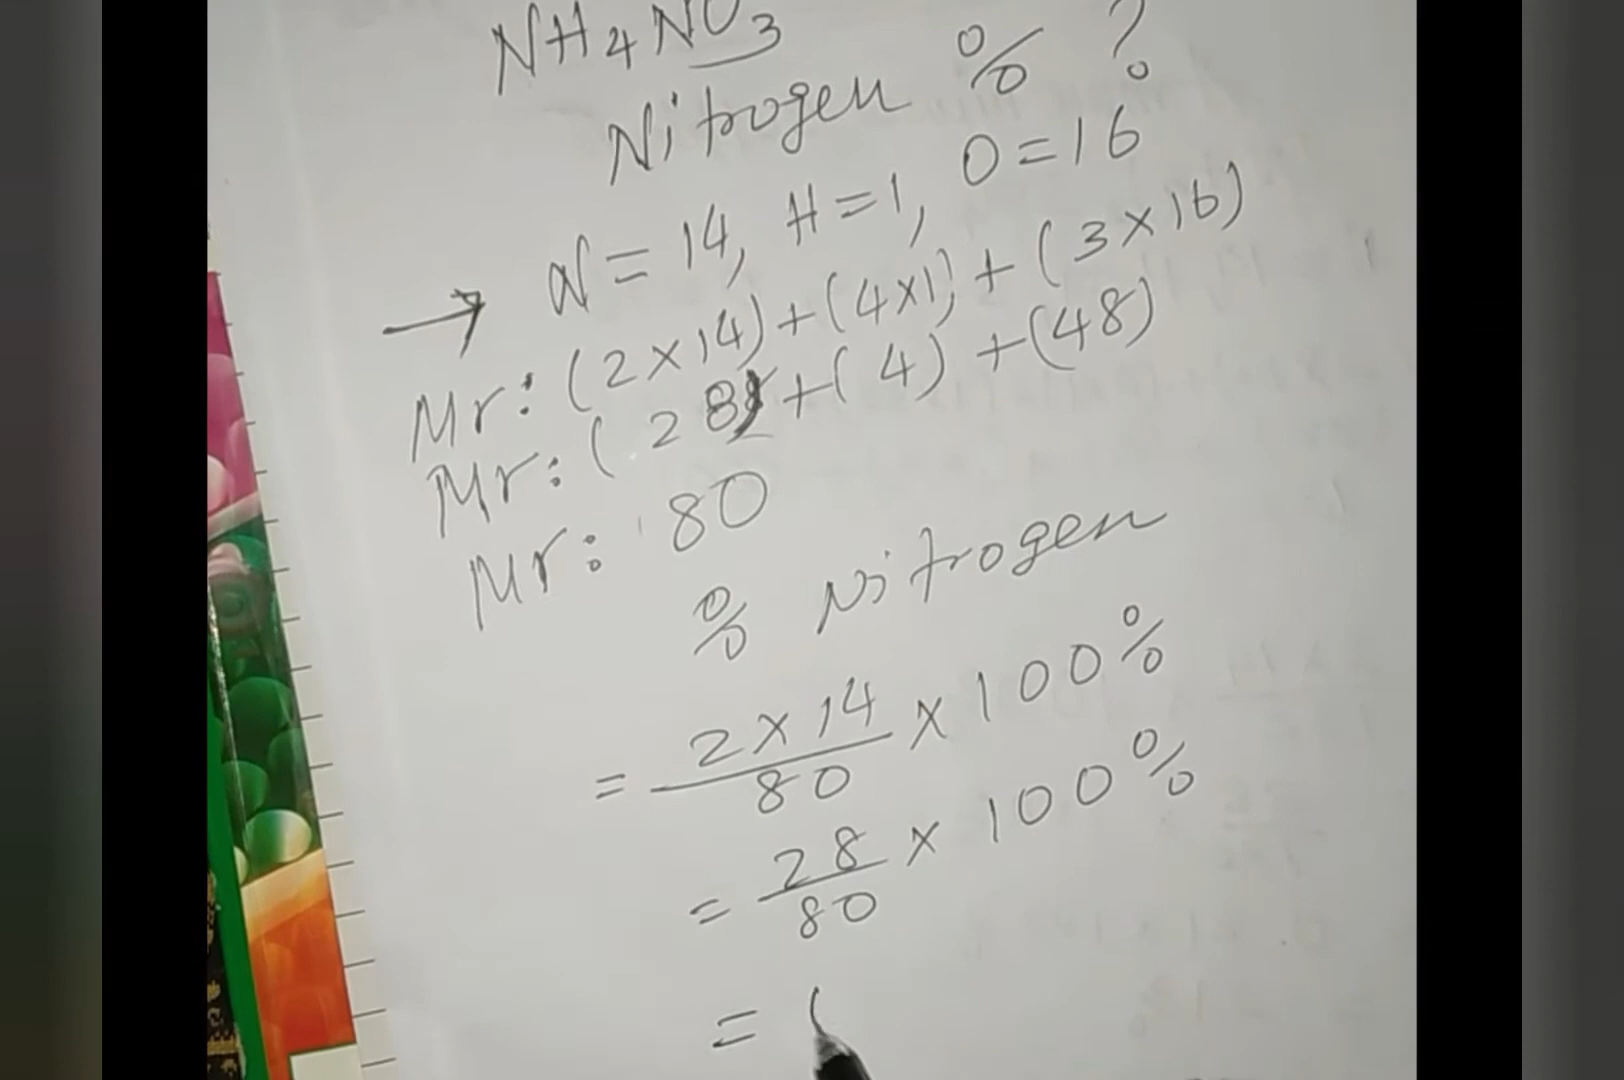 NH4NO3
Nitrogen % ?
→ N = 14, H = 1, O = 16
Mr: (2 × 14) + (4×1) + (3 × 16)
Mr: (28) + (4) + (48)
Mr: 80
% Nitrogen
= 2 × 14 / 80 × 100%
= 28 / 80 × 100%
= (